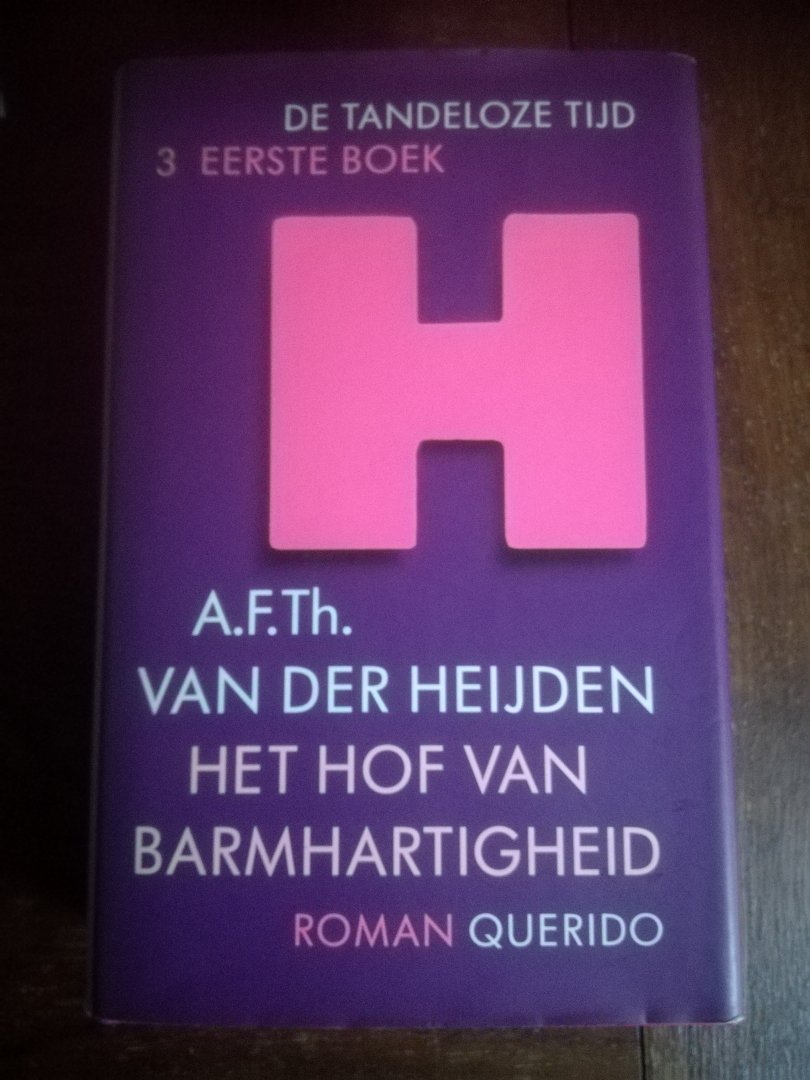 DE TANDELOZE TIJD
3 EERSTE BOEK
H
A.F.Th.
VAN DER HEIJDEN
HET HOF VAN
BARMHARTIGHEID
ROMAN QUERIDO